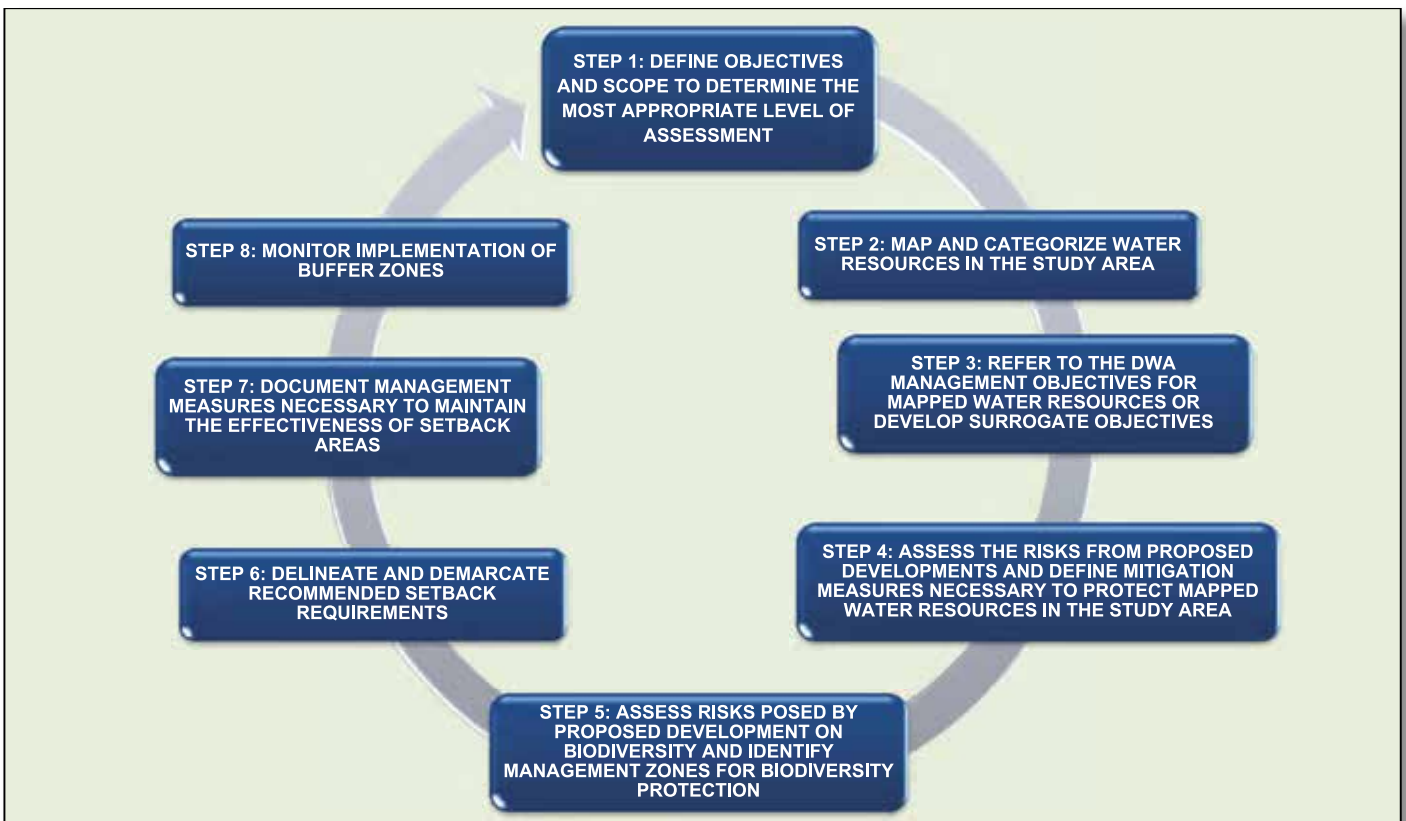 STEP 1: DEFINE OBJECTIVES
AND SCOPE TO DETERMINE THE
MOST APPROPRIATE LEVEL OF
ASSESSMENT
STEP 2: MAP AND CATEGORIZE WATER
RESOURCES IN THE STUDY AREA
STEP 3: REFER TO THE DWA
MANAGEMENT OBJECTIVES FOR
MAPPED WATER RESOURCES OR
DEVELOP SURROGATE OBJECTIVES
STEP 4: ASSESS THE RISKS FROM PROPOSED
DEVELOPMENTS AND DEFINE MITIGATION
MEASURES NECESSARY TO PROTECT MAPPED
WATER RESOURCES IN THE STUDY AREA
STEP 5: ASSESS RISKS POSED BY
PROPOSED DEVELOPMENT ON
BIODIVERSITY AND IDENTIFY
MANAGEMENT ZONES FOR BIODIVERSITY
PROTECTION
STEP 6: DELINEATE AND DEMARCATE
RECOMMENDED SETBACK
REQUIREMENTS
STEP 7: DOCUMENT MANAGEMENT
MEASURES NECESSARY TO MAINTAIN
THE EFFECTIVENESS OF SETBACK
AREAS
STEP 8: MONITOR IMPLEMENTATION OF
BUFFER ZONES